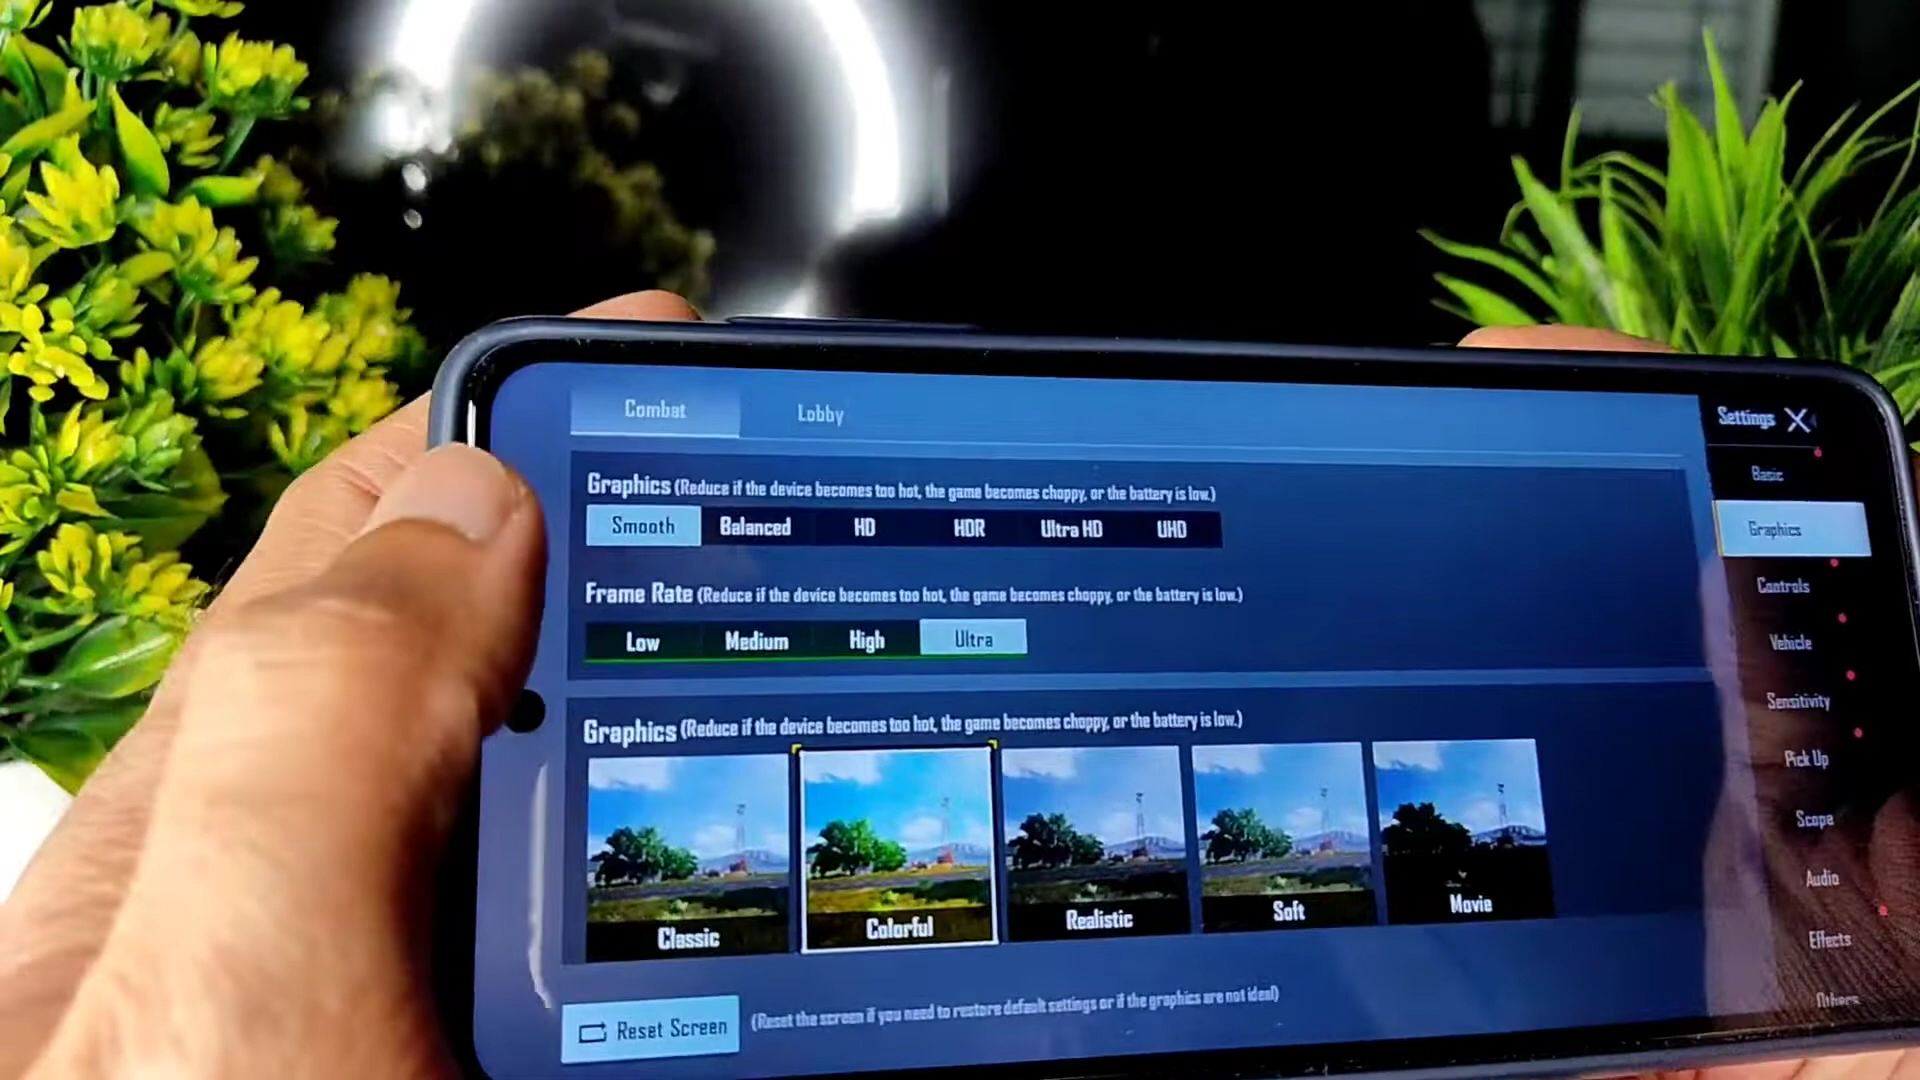 Combat Lobby
Settings
Basic
Graphics (Reduce if the device becomes too hot, the game becomes choppy, or the battery is low.)
Smooth Balanced HD HDR Ultra HD UHD
Graphics
Frame Rate (Reduce if the device becomes too hot, the game becomes choppy, or the battery is low.)
Controls
Low Medium High Ultra
Vehicle
Sensitivity
Graphics (Reduce if the device becomes too hot, the game becomes choppy, or the battery is low.)
Pick Up
Scope
Audio
Classic Colorful Realistic Soft Movie
Effects
Others
Reset Screen (Reset the screen if you need to restore default settings or if the graphics are not ideal)